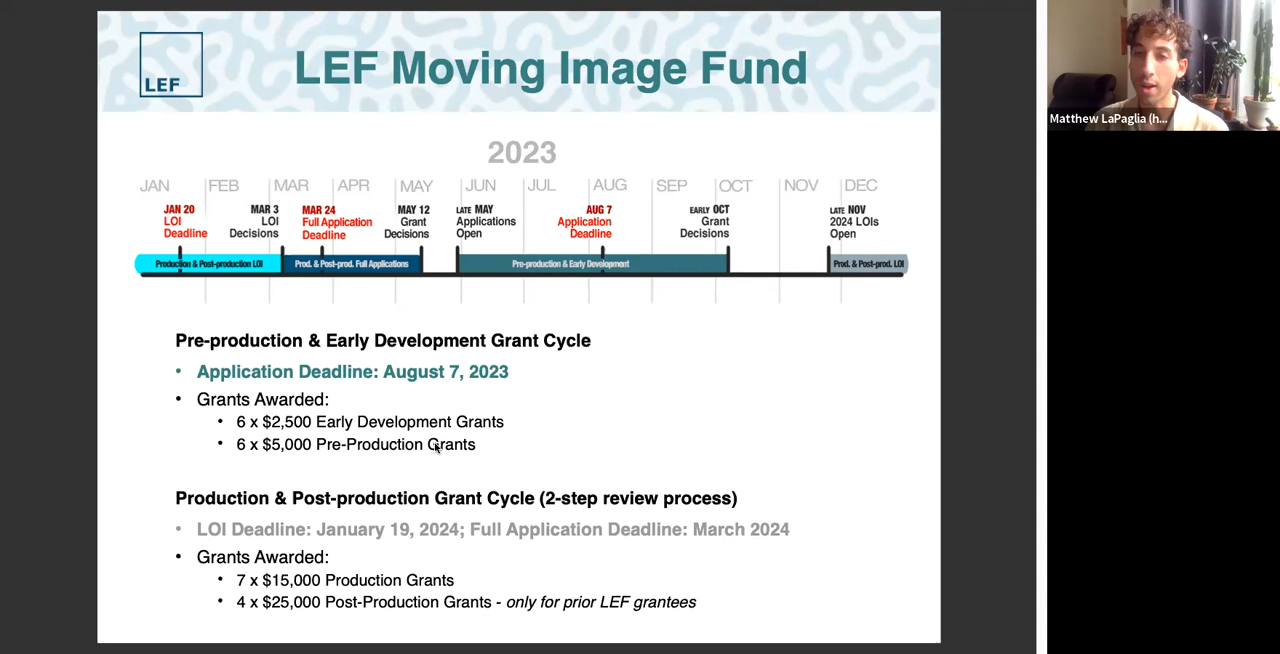 LEF
LEF Moving Image Fund
2023
JAN FEB MAR APR MAY JUN JUL AUG SEP OCT NOV DEC
JAN 20
LOI
Deadline
MAR 3
LOI
Decisions
MAR 24
Full Application
Deadline
MAY 12
Grant
Decisions
LATE MAY
Applications
Open
AUG 7
Application
Deadline
EARLY OCT
Grant
Decisions
LATE NOV
2024 LOIs
Open
Production & Post-production LOI
Prod. & Post-prod. Full Applications
Pre-production & Early Development
Prod. & Post-prod. LOI
Pre-production & Early Development Grant Cycle
• Application Deadline: August 7, 2023
• Grants Awarded:
• 6 x $2,500 Early Development Grants
• 6 x $5,000 Pre-Production Grants
Production & Post-production Grant Cycle (2-step review process)
• LOI Deadline: January 19, 2024; Full Application Deadline: March 2024
• Grants Awarded:
• 7 x $15,000 Production Grants
• 4 x $25,000 Post-Production Grants - only for prior LEF grantees
Matthew LaPaglia (h...